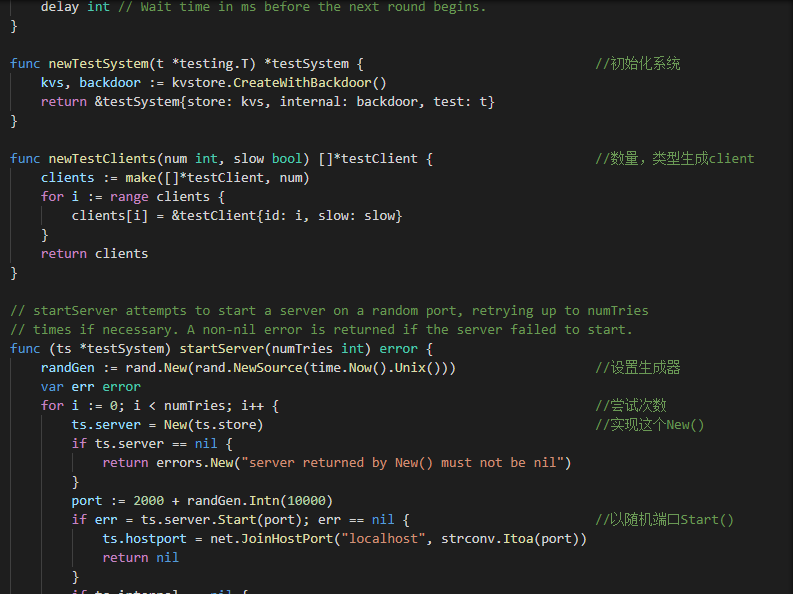 delay int // Wait time in ms before the next round begins.
}
func newTestSystem(t *testing.T) *testSystem { //初始化系统
kvs, backdoor := kvstore.CreateWithBackdoor()
return &testSystem{store: kvs, internal: backdoor, test: t}
}
func newTestClients(num int, slow bool) []*testClient { //数量，类型生成client
clients := make([]*testClient, num)
for i := range clients {
clients[i] = &testClient{id: i, slow: slow}
}
return clients
}
// startServer attempts to start a server on a random port, retrying up to numTries
// times if necessary. A non-nil error is returned if the server failed to start.
func (ts *testSystem) startServer(numTries int) error {
randGen := rand.New(rand.NewSource(time.Now().Unix())) //设置生成器
var err error
for i := 0; i < numTries; i++ { //尝试次数
ts.server = New(ts.store) //实现这个New()
if ts.server == nil {
return errors.New("server returned by New() must not be nil")
}
port := 2000 + randGen.Intn(10000)
if err = ts.server.Start(port); err == nil { //以随机端口Start()
ts.hostport = net.JoinHostPort("localhost", strconv.Itoa(port))
return nil
}